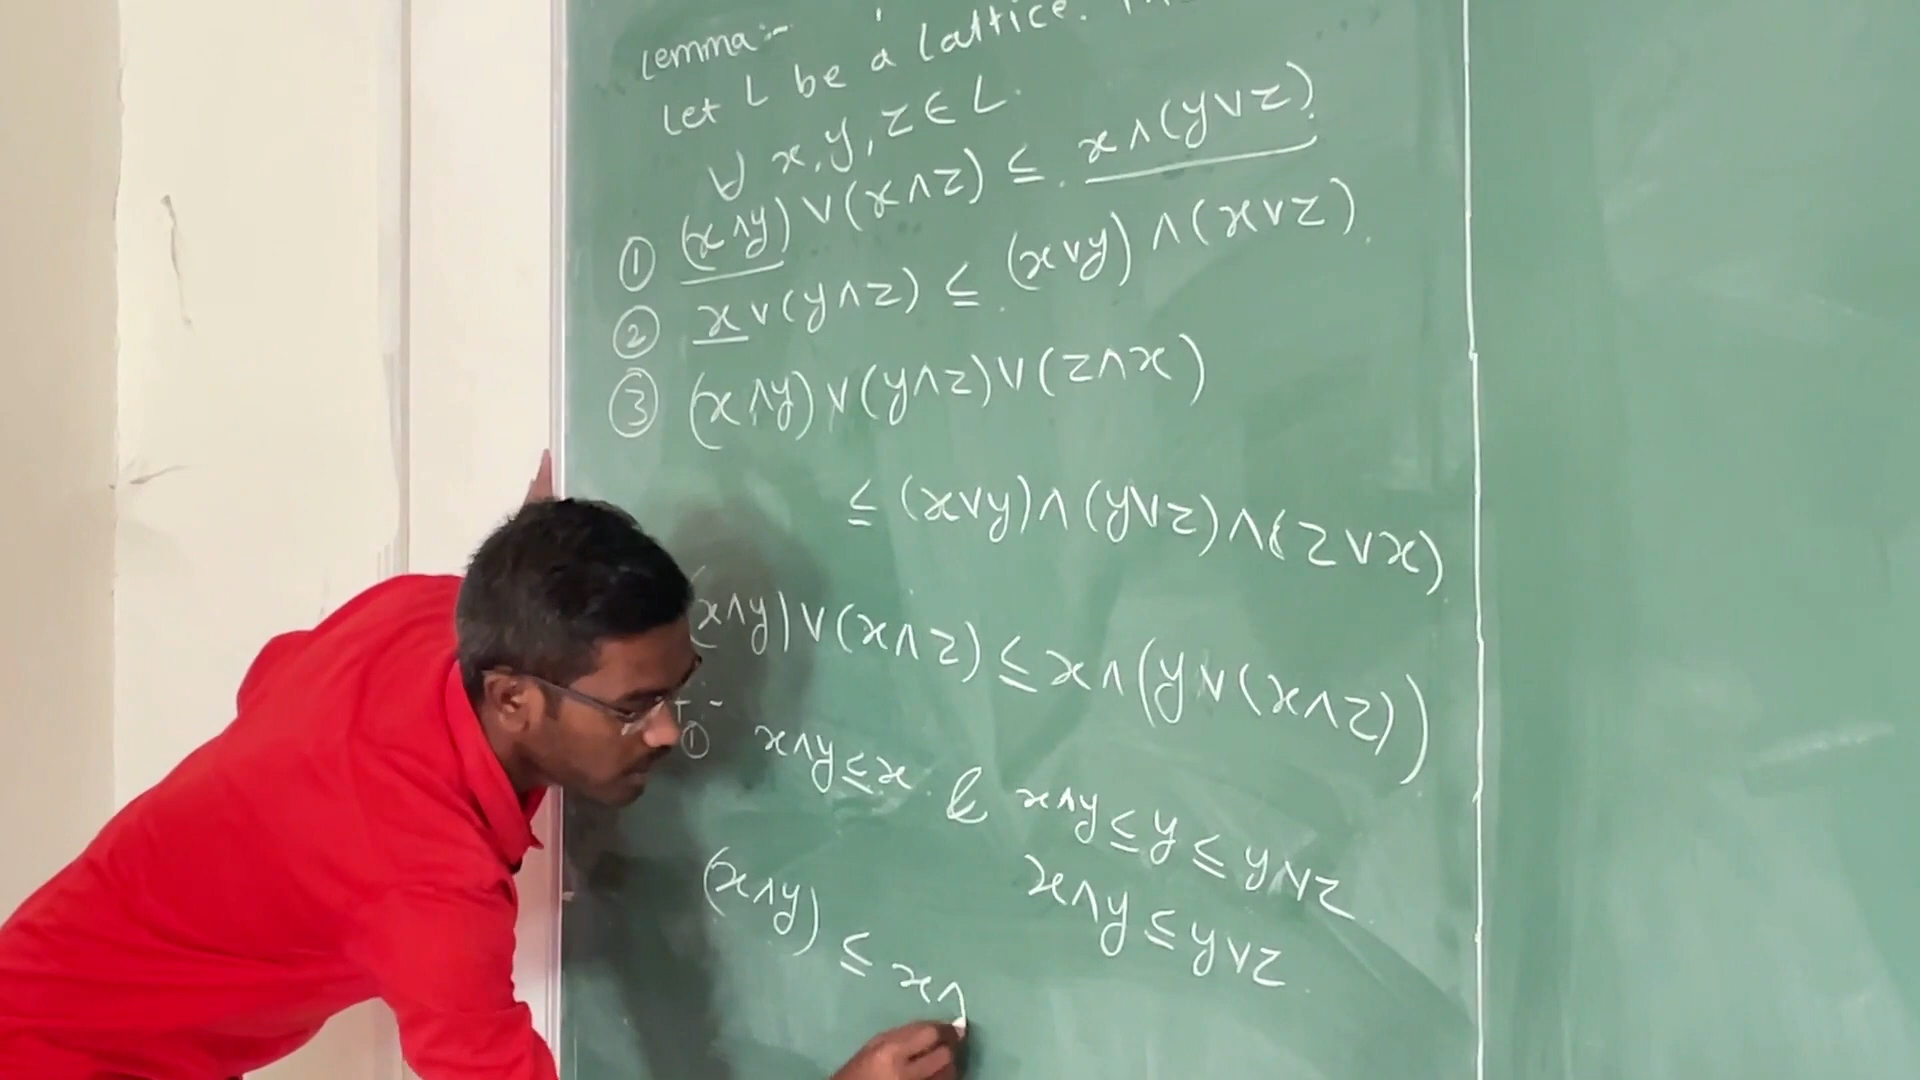 Lemma:-
Let L be a Lattice.
∀ x, y, z ∈ L.
① (x∧y) ∨ (x∧z) ≤ x∧(y∨z).
② x∨(y∧z) ≤ (x∨y) ∧ (x∨z).
③ (x∧y)∨(y∧z)∨(z∧x)
≤ (x∨y)∧(y∨z)∧(z∨x)
(x∧y)∨(x∧z) ≤ x∧(y∨(x∧z))
① x∧y≤x & x∧y≤y≤y∨z.
x∧y≤y∨z.
(x∧y) ≤ x∧